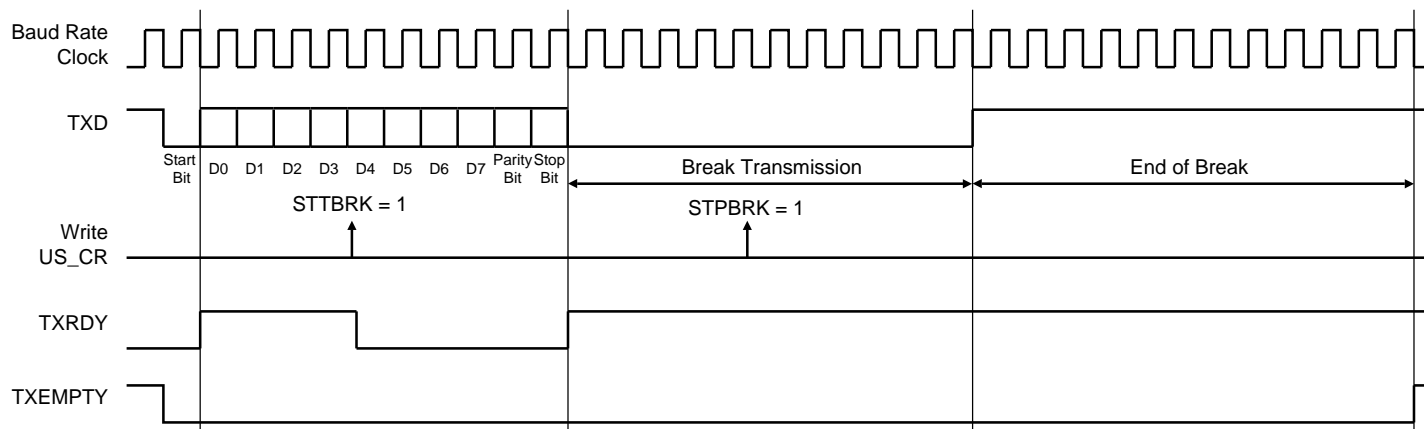 Baud Rate
Clock
TXD
Start
Bit
D0 D1 D2 D3 D4 D5 D6 D7
Parity
Bit
Stop
Bit
Break Transmission
End of Break
STTBRK = 1
STPBRK = 1
Write
US_CR
TXRDY
TXEMPTY